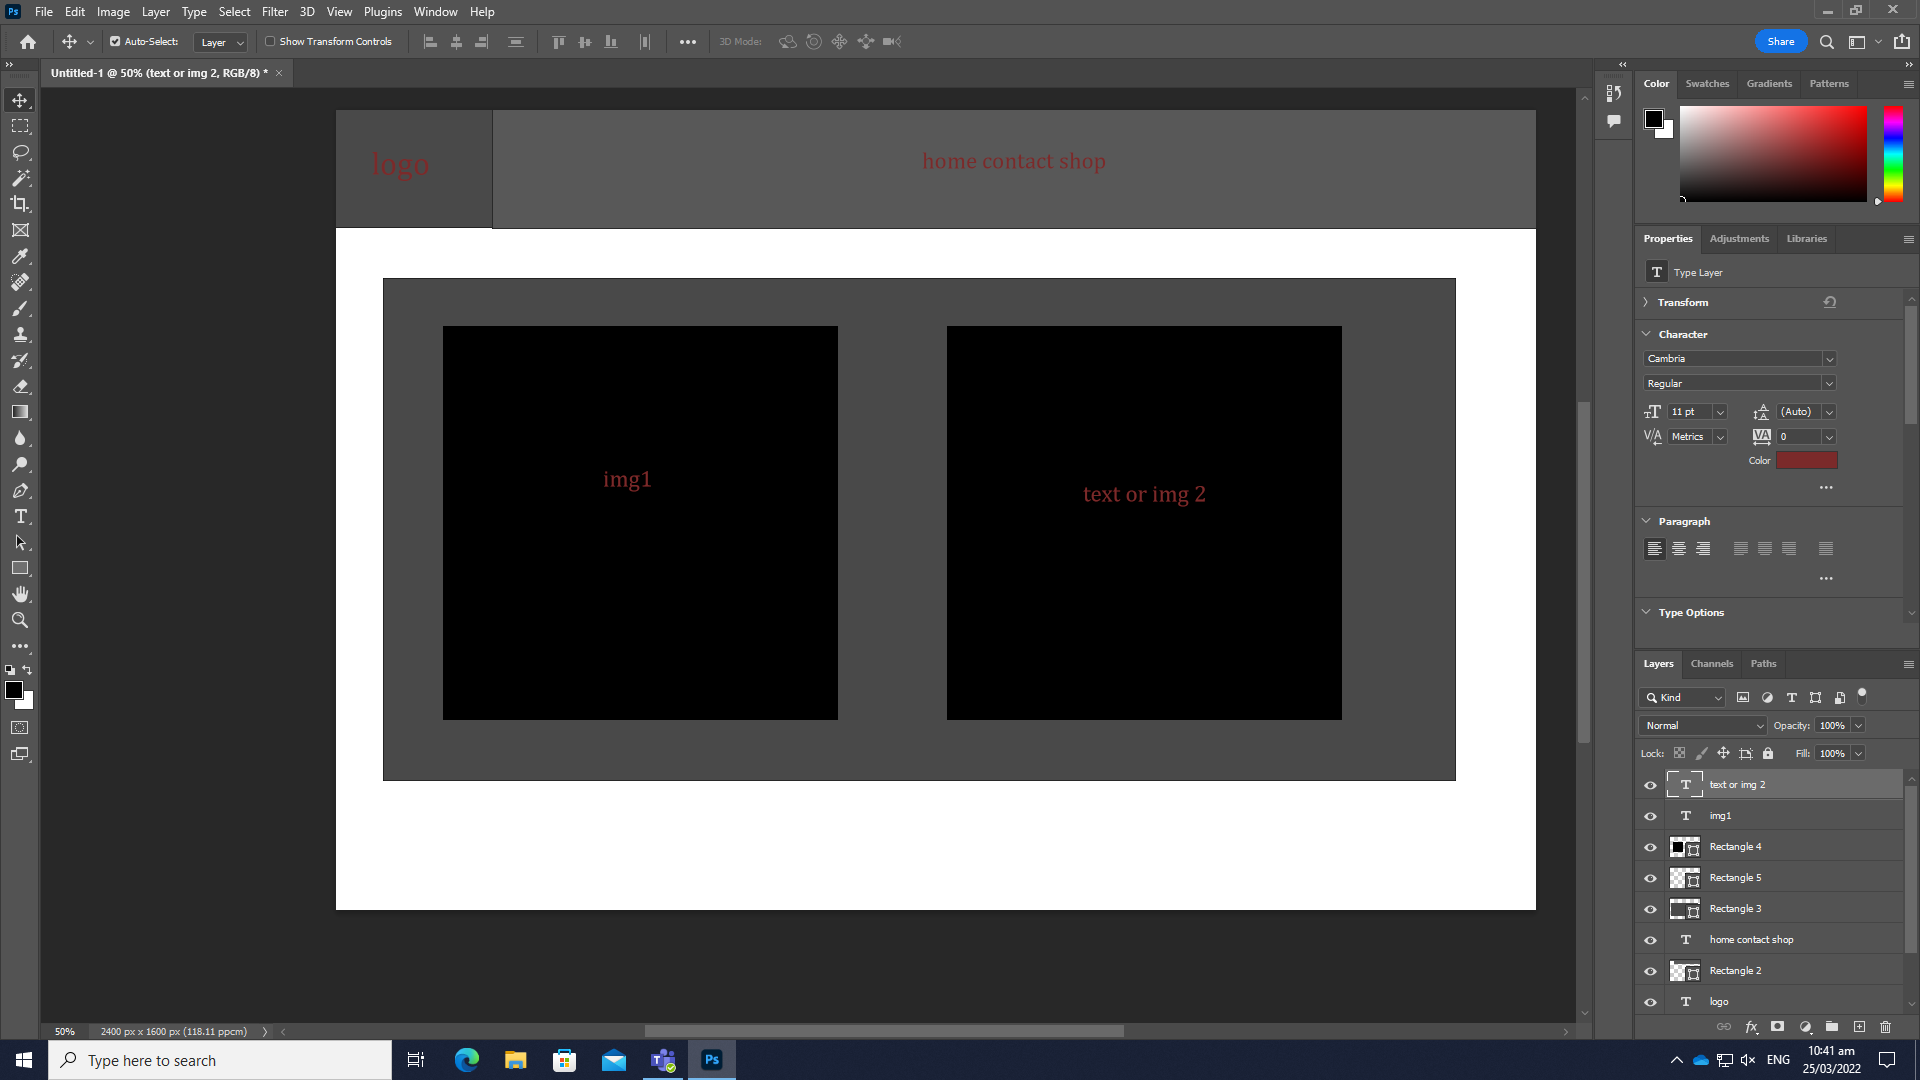 Ps File Edit Image Layer Type Select Filter 3D View Plugins Window Help
Auto-Select: Layer Show Transform Controls 3D Mode: Share
Untitled-1 @ 50% (text or img 2, RGB/8) *
Color Swatches Gradients Patterns
logo
home contact shop
Properties Adjustments Libraries
T Type Layer
Transform
Character
Cambria
Regular
11 pt (Auto)
Metrics 0
Color
img1
text or img 2
Paragraph
Type Options
Layers Channels Paths
Kind
Normal Opacity: 100%
Lock: Fill: 100%
T text or img 2
T img1
Rectangle 4
Rectangle 5
Rectangle 3
T home contact shop
Rectangle 2
T logo
50% 2400 px x 1600 px (118.11 ppcm)
fx
Type here to search
Ps
ENG
10:41 am
25/03/2022